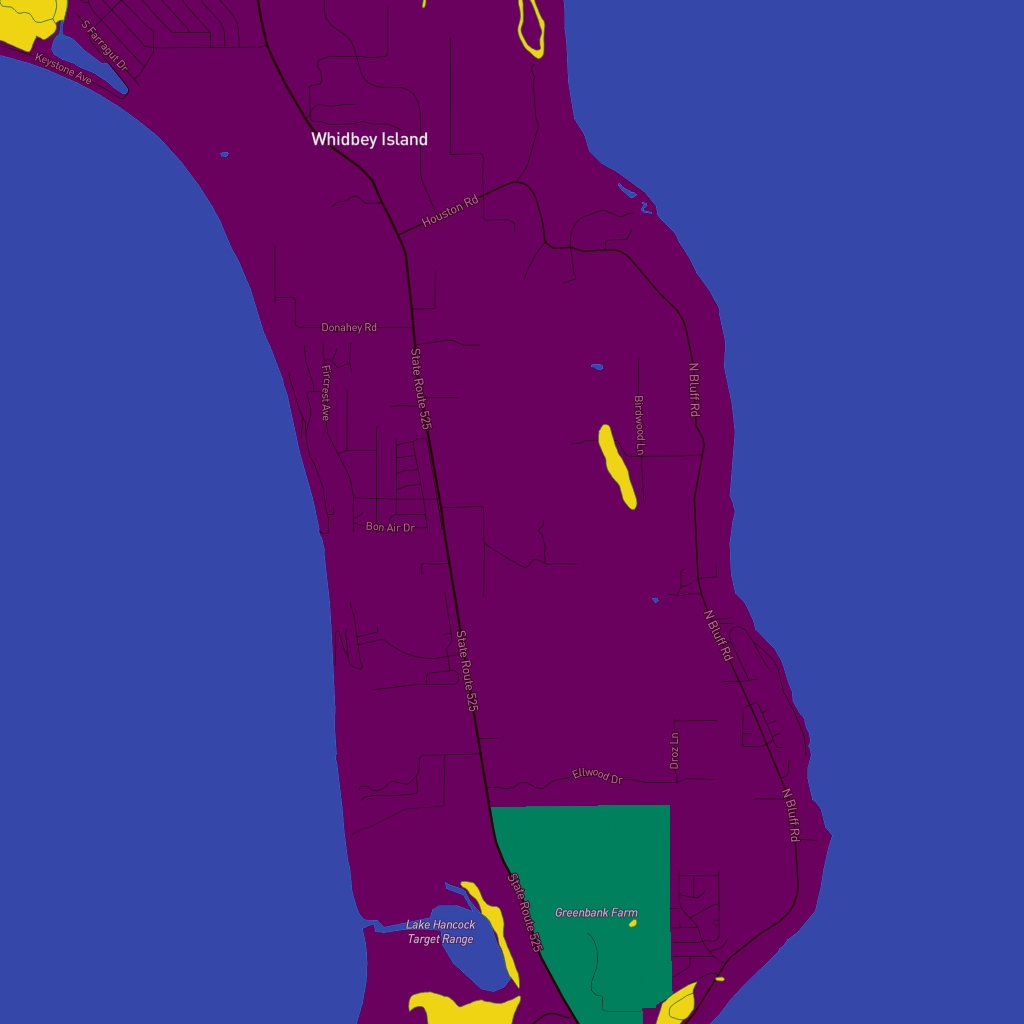 S Farragut Dr
Keystone Ave
Whidbey Island
Houston Rd
Donahey Rd
State Route 525
Fircrest Ave
N Bluff Rd
Birdwood Ln
Bon Air Dr
N Bluff Rd
State Route 525
Droz Ln
Ellwood Dr
N Bluff Rd
State Route 525
Greenbank Farm
Lake Hancock
Target Range